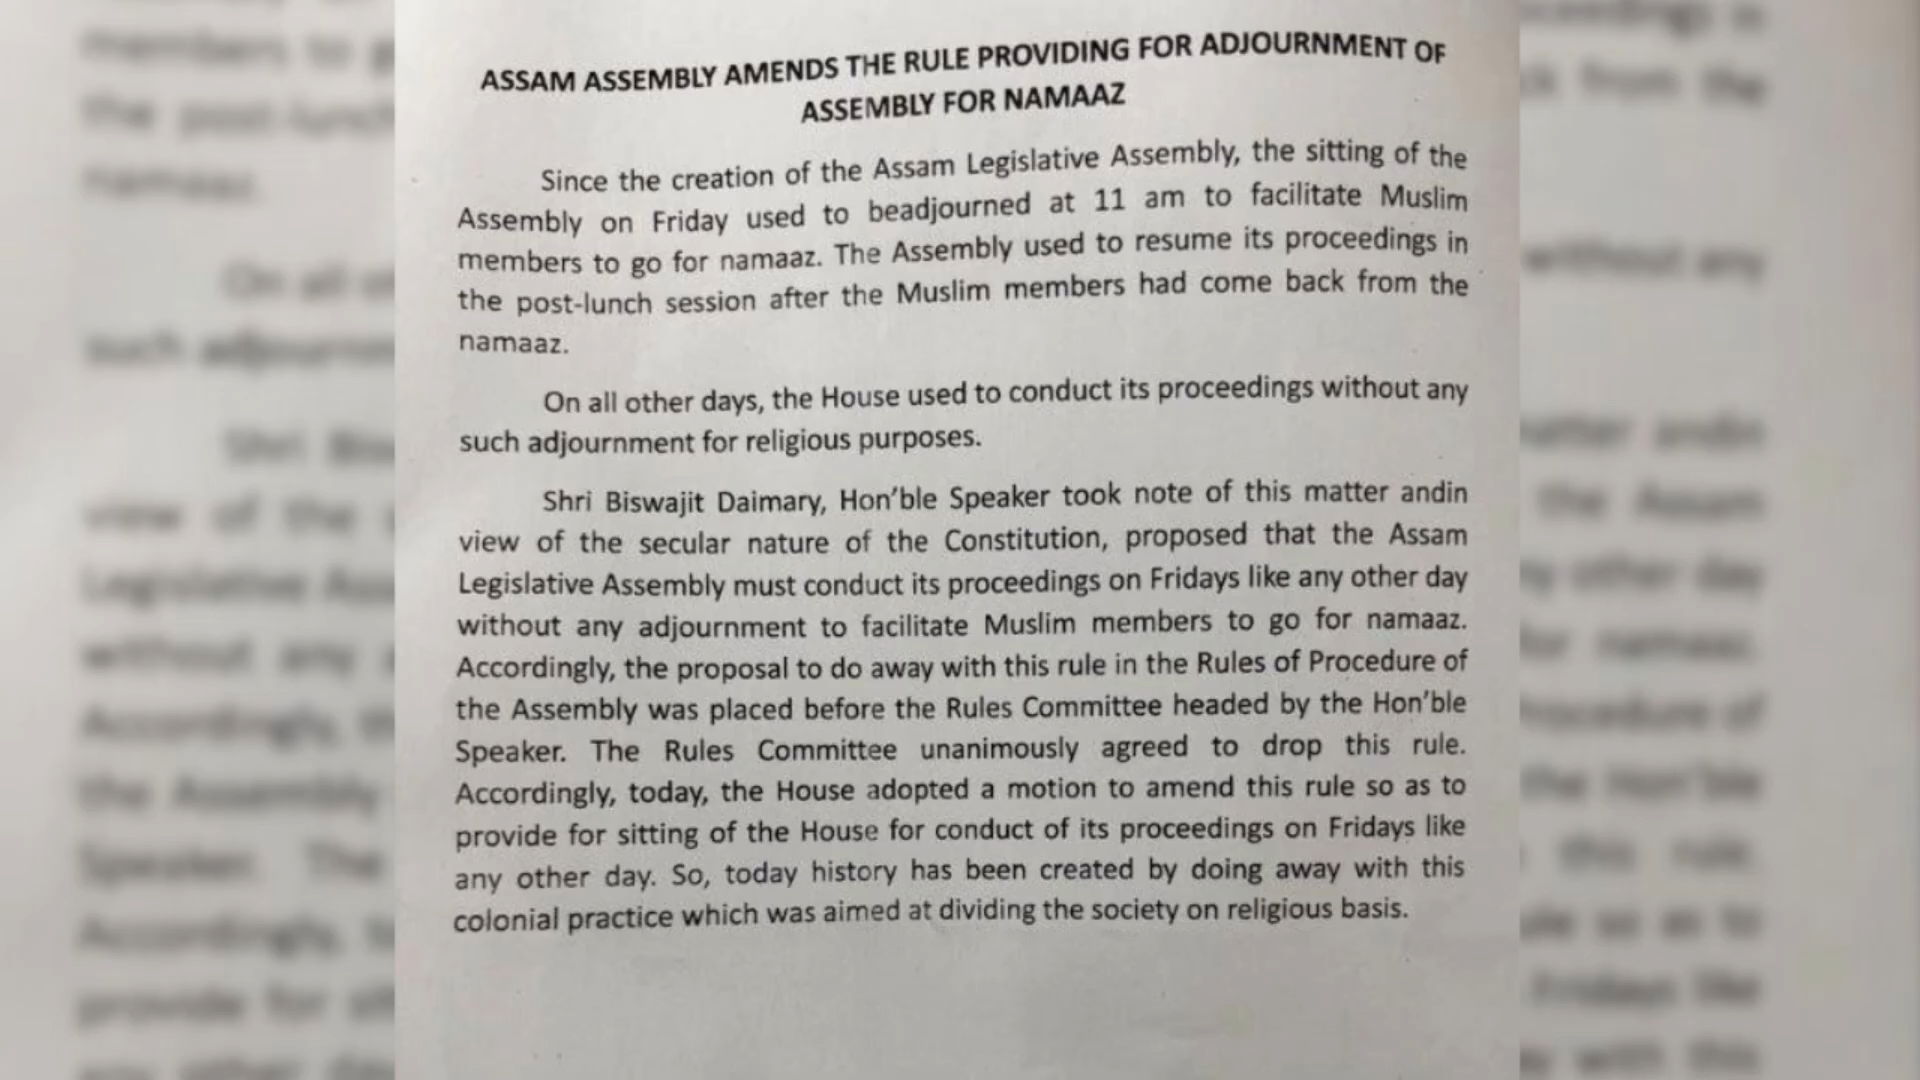 ASSAM ASSEMBLY AMENDS THE RULE PROVIDING FOR ADJOURNMENT OF
ASSEMBLY FOR NAMAAZ
Since the creation of the Assam Legislative Assembly, the sitting of the
Assembly on Friday used to beadjourned at 11 am to facilitate Muslim
members to go for namaaz. The Assembly used to resume its proceedings in
the post-lunch session after the Muslim members had come back from the
namaaz.
On all other days, the House used to conduct its proceedings without any
such adjournment for religious purposes.
Shri Biswajit Daimary, Hon'ble Speaker took note of this matter andin
view of the secular nature of the Constitution, proposed that the Assam
Legislative Assembly must conduct its proceedings on Fridays like any other day
without any adjournment to facilitate Muslim members to go for namaaz.
Accordingly, the proposal to do away with this rule in the Rules of Procedure of
the Assembly was placed before the Rules Committee headed by the Hon'ble
Speaker. The Rules Committee unanimously agreed to drop this rule.
Accordingly, today, the House adopted a motion to amend this rule so as to
provide for sitting of the House for conduct of its proceedings on Fridays like
any other day. So, today history has been created by doing away with this
colonial practice which was aimed at dividing the society on religious basis.